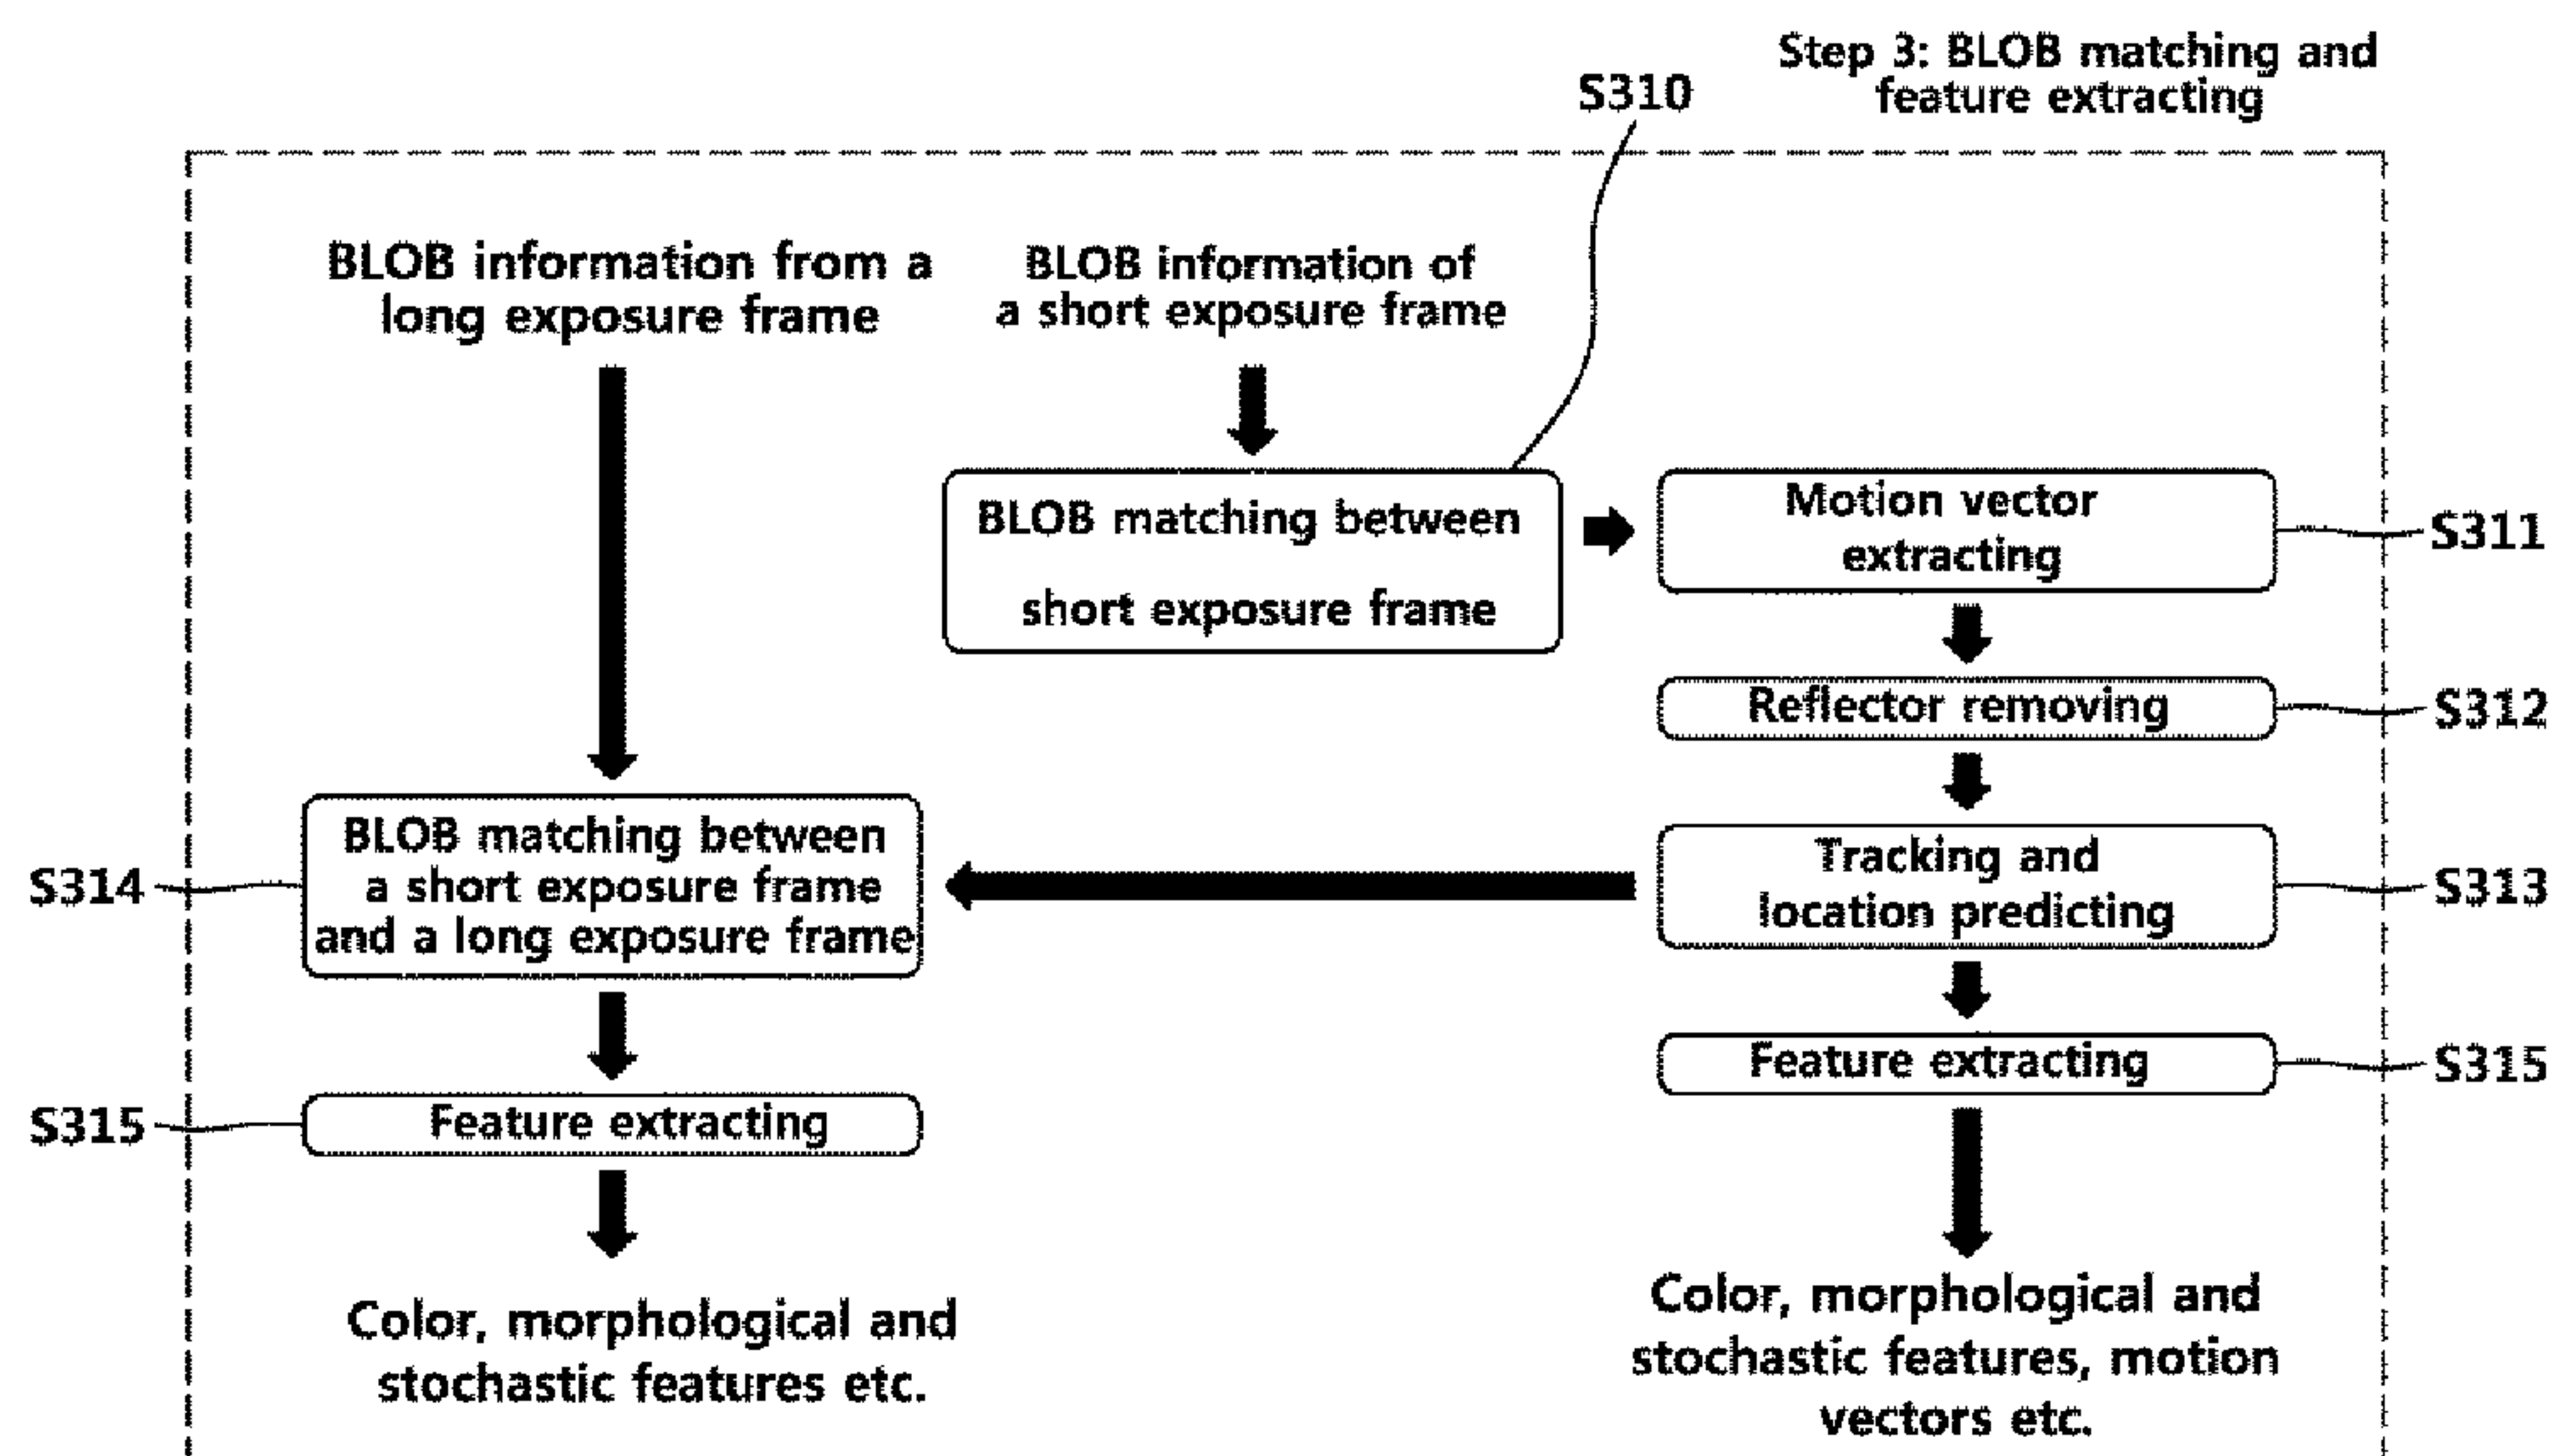 Step 3: BLOB matching and
feature extracting
S310
BLOB information from a
long exposure frame
BLOB information of
a short exposure frame
BLOB matching between
short exposure frame
Motion vector
extracting
S311
Reflector removing
S312
S314
BLOB matching between
a short exposure frame
and a long exposure frame
Tracking and
location predicting
S313
Feature extracting
S315
S315
Feature extracting
Color, morphological and
stochastic features etc.
Color, morphological and
stochastic features, motion
vectors etc.